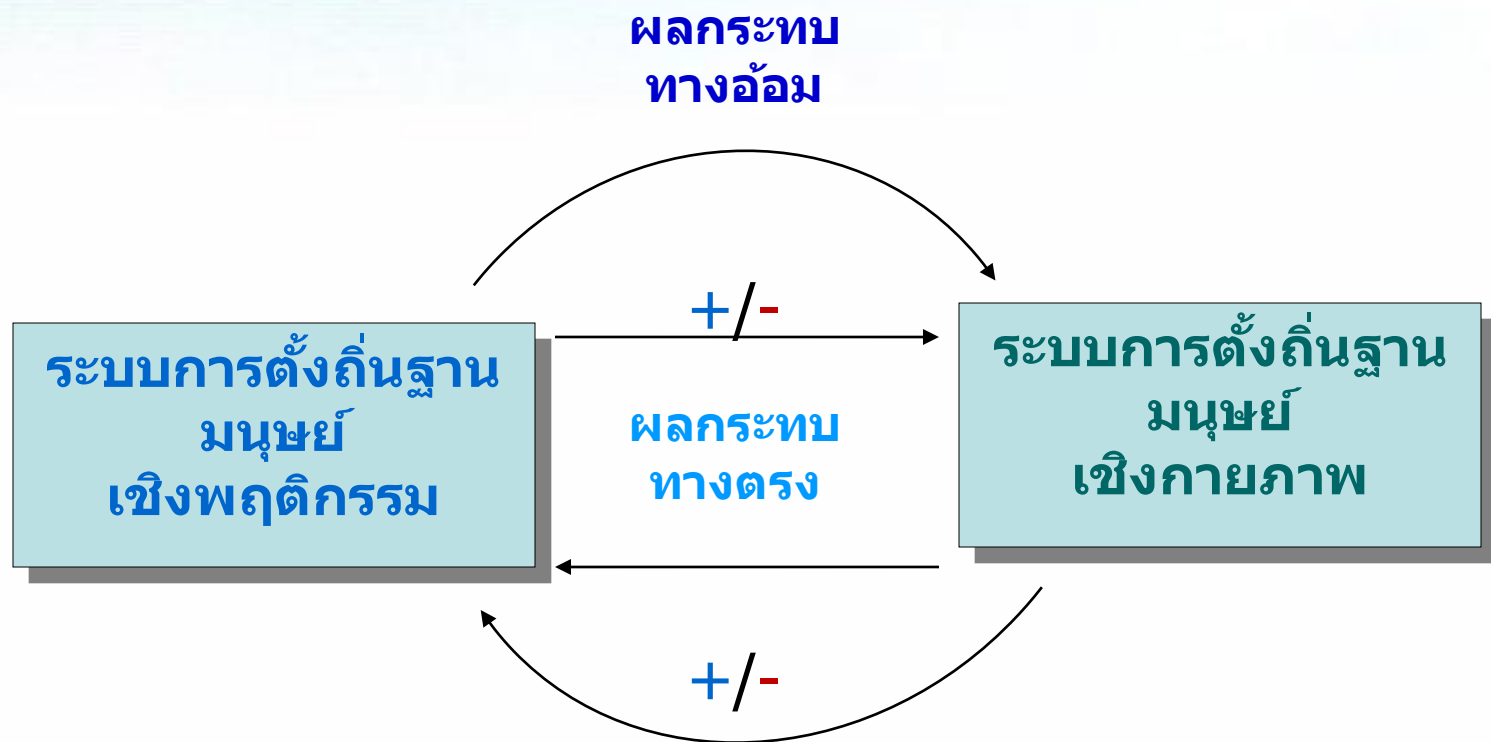 ผลกระทบ
ทางอ้อม
+/-
ระบบการตั้งถิ่นฐาน
มนุษย์
เชิงพฤติกรรม
ผลกระทบ
ทางตรง
ระบบการตั้งถิ่นฐาน
มนุษย์
เชิงกายภาพ
+/-